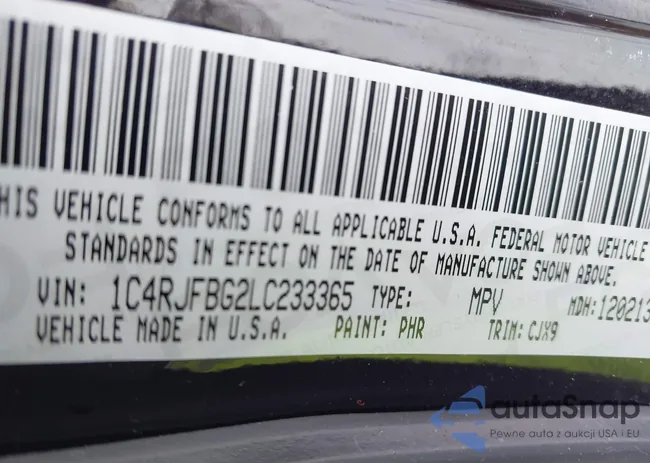 HIS VEHICLE CONFORMS TO ALL APPLICABLE U.S.A. FEDERAL MOTOR VEHICLE
STANDARDS IN EFFECT ON THE DATE OF MANUFACTURE SHOWN ABOVE.
VIN: 1C4RJFBG2LC233365 TYPE: MPV MDH:120213
VEHICLE MADE IN U.S.A. PAINT: PHR TRIM: CJX9
autoSnap
Pewne auta z aukcji USA i EU